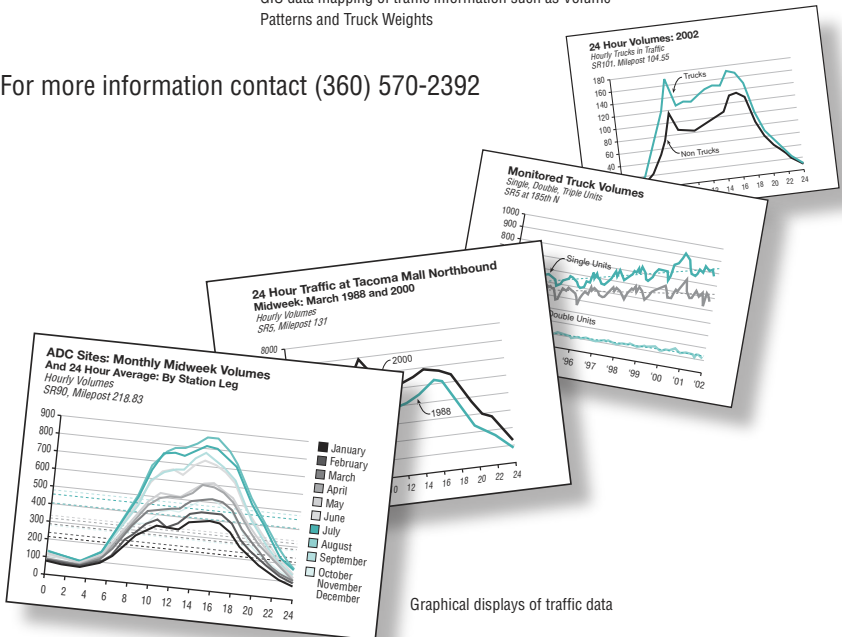 GIS data mapping of traffic information such as Volume
Patterns and Truck Weights
For more information contact (360) 570-2392
24 Hour Volumes: 2002
Hourly Trucks in Traffic
SR101, Milepost 104.55
180
160
140
120
100
80
60
40
Trucks
Non Trucks
12 14 16 18 20 22 24
Monitored Truck Volumes
Single, Double, Triple Units
SR5 at 185th N
1000
900
800
Single Units
Double Units
'96 '97 '98 '99 '00 '01 '02
24 Hour Traffic at Tacoma Mall Northbound
Midweek: March 1988 and 2000
Hourly Volumes
SR5, Milepost 131
8000
2000
1988
0 12 14 16 18 20 22 24
ADC Sites: Monthly Midweek Volumes
And 24 Hour Average: By Station Leg
Hourly Volumes
SR90, Milepost 218.83
900
800
700
600
500
400
300
200
100
0
0 2 4 6 8 10 12 14 16 18 20 22 24
January
February
March
April
May
June
July
August
September
October
November
December
Graphical displays of traffic data